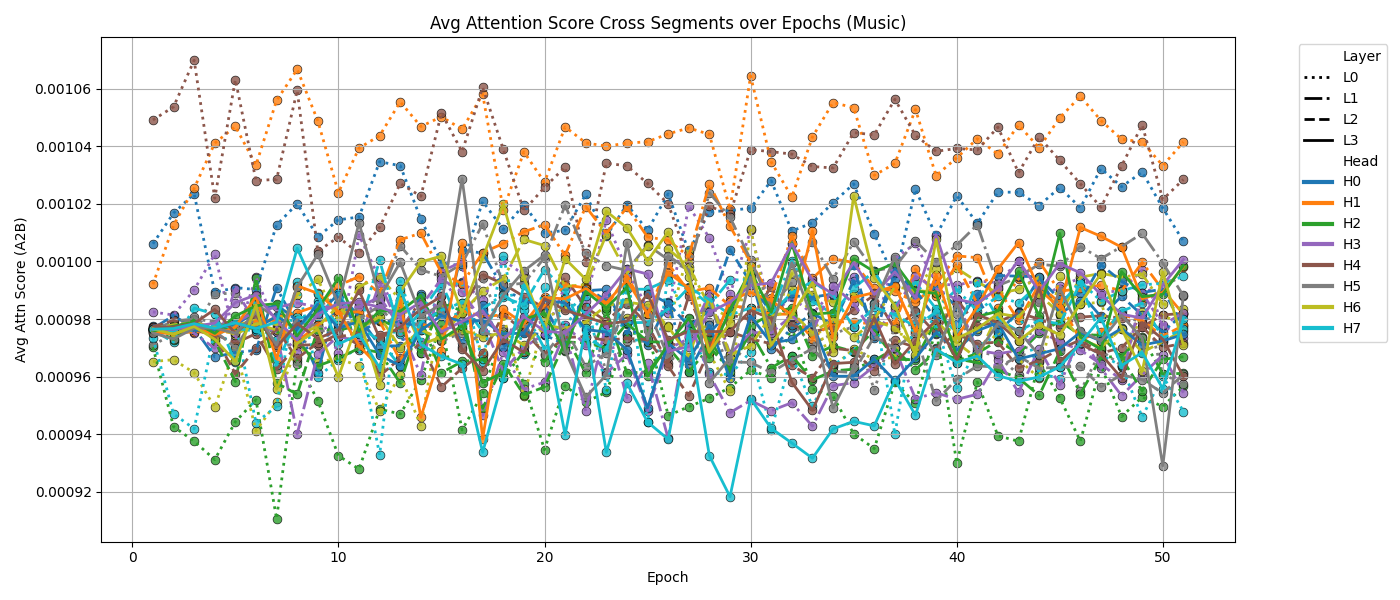 Avg Attention Score Cross Segments over Epochs (Music)
Avg Attn Score (A2B)
0.00106
0.00104
0.00102
0.00100
0.00098
0.00096
0.00094
0.00092
0
10
20
30
40
50
Epoch
Layer
L0
L1
L2
L3
Head
H0
H1
H2
H3
H4
H5
H6
H7